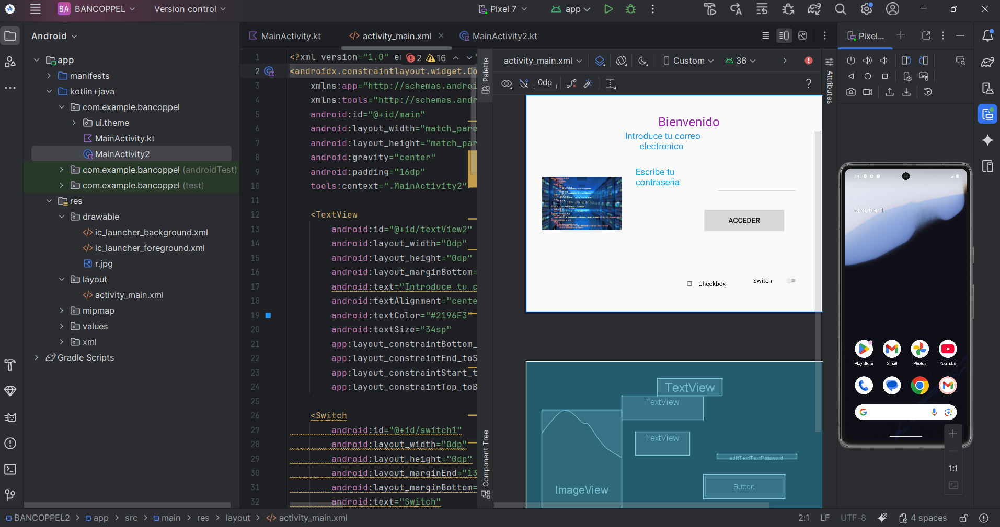 BA BANCOPPEL Version control Pixel 7 app
Android
app
manifests
kotlin+java
com.example.bancoppel
ui.theme
MainActivity.kt
MainActivity2
com.example.bancoppel (androidTest)
com.example.bancoppel (test)
res
drawable
ic_launcher_background.xml
ic_launcher_foreground.xml
r.jpg
layout
activity_main.xml
mipmap
values
xml
Gradle Scripts
MainActivity.kt activity_main.xml MainActivity2.kt
2 16
1 <?xml version="1.0" e
2 <androidx.constraintlayout.widget.Co
3 xmlns:app="http://schemas.androi
4 xmlns:tools="http://schemas.andr
5 android:id="@+id/main"
6 android:layout_width="match_pare
7 android:layout_height="match_par
8 android:gravity="center"
9 android:padding="16dp"
10 tools:context=".MainActivity2"
11
12 <TextView
13 android:id="@+id/textView2"
14 android:layout_width="0dp"
15 android:layout_height="0dp"
16 android:layout_marginBottom=
17 android:text="Introduce tu c
18 android:textAlignment="cente
19 android:textColor="#2196F3"
20 android:textSize="34sp"
21 app:layout_constraintBottom_
22 app:layout_constraintEnd_toS
23 app:layout_constraintStart_t
24 app:layout_constraintTop_toB
25
26 <Switch
27 android:id="@+id/switch1"
28 android:layout_width="0dp"
29 android:layout_height="0dp"
30 android:layout_marginEnd="13
31 android:layout_marginBottom=
32 android:text="Switch"
Palette
Component Tree
activity_main.xml Custom 36
0dp
?
Attributes
Bienvenido
Introduce tu correo
electronico
Escribe tu
contraseña
ACCEDER
Checkbox
Switch
TextView
TextView
TextView
editTextTextPassword
ImageView
Button
Pixel...
3:40
Mon, Dec 1
Play Store Gmail Photos YouTube
1:1
BANCOPPEL2 > app > src > main > res > layout > activity_main.xml
2:1 LF UTF-8 4 spaces